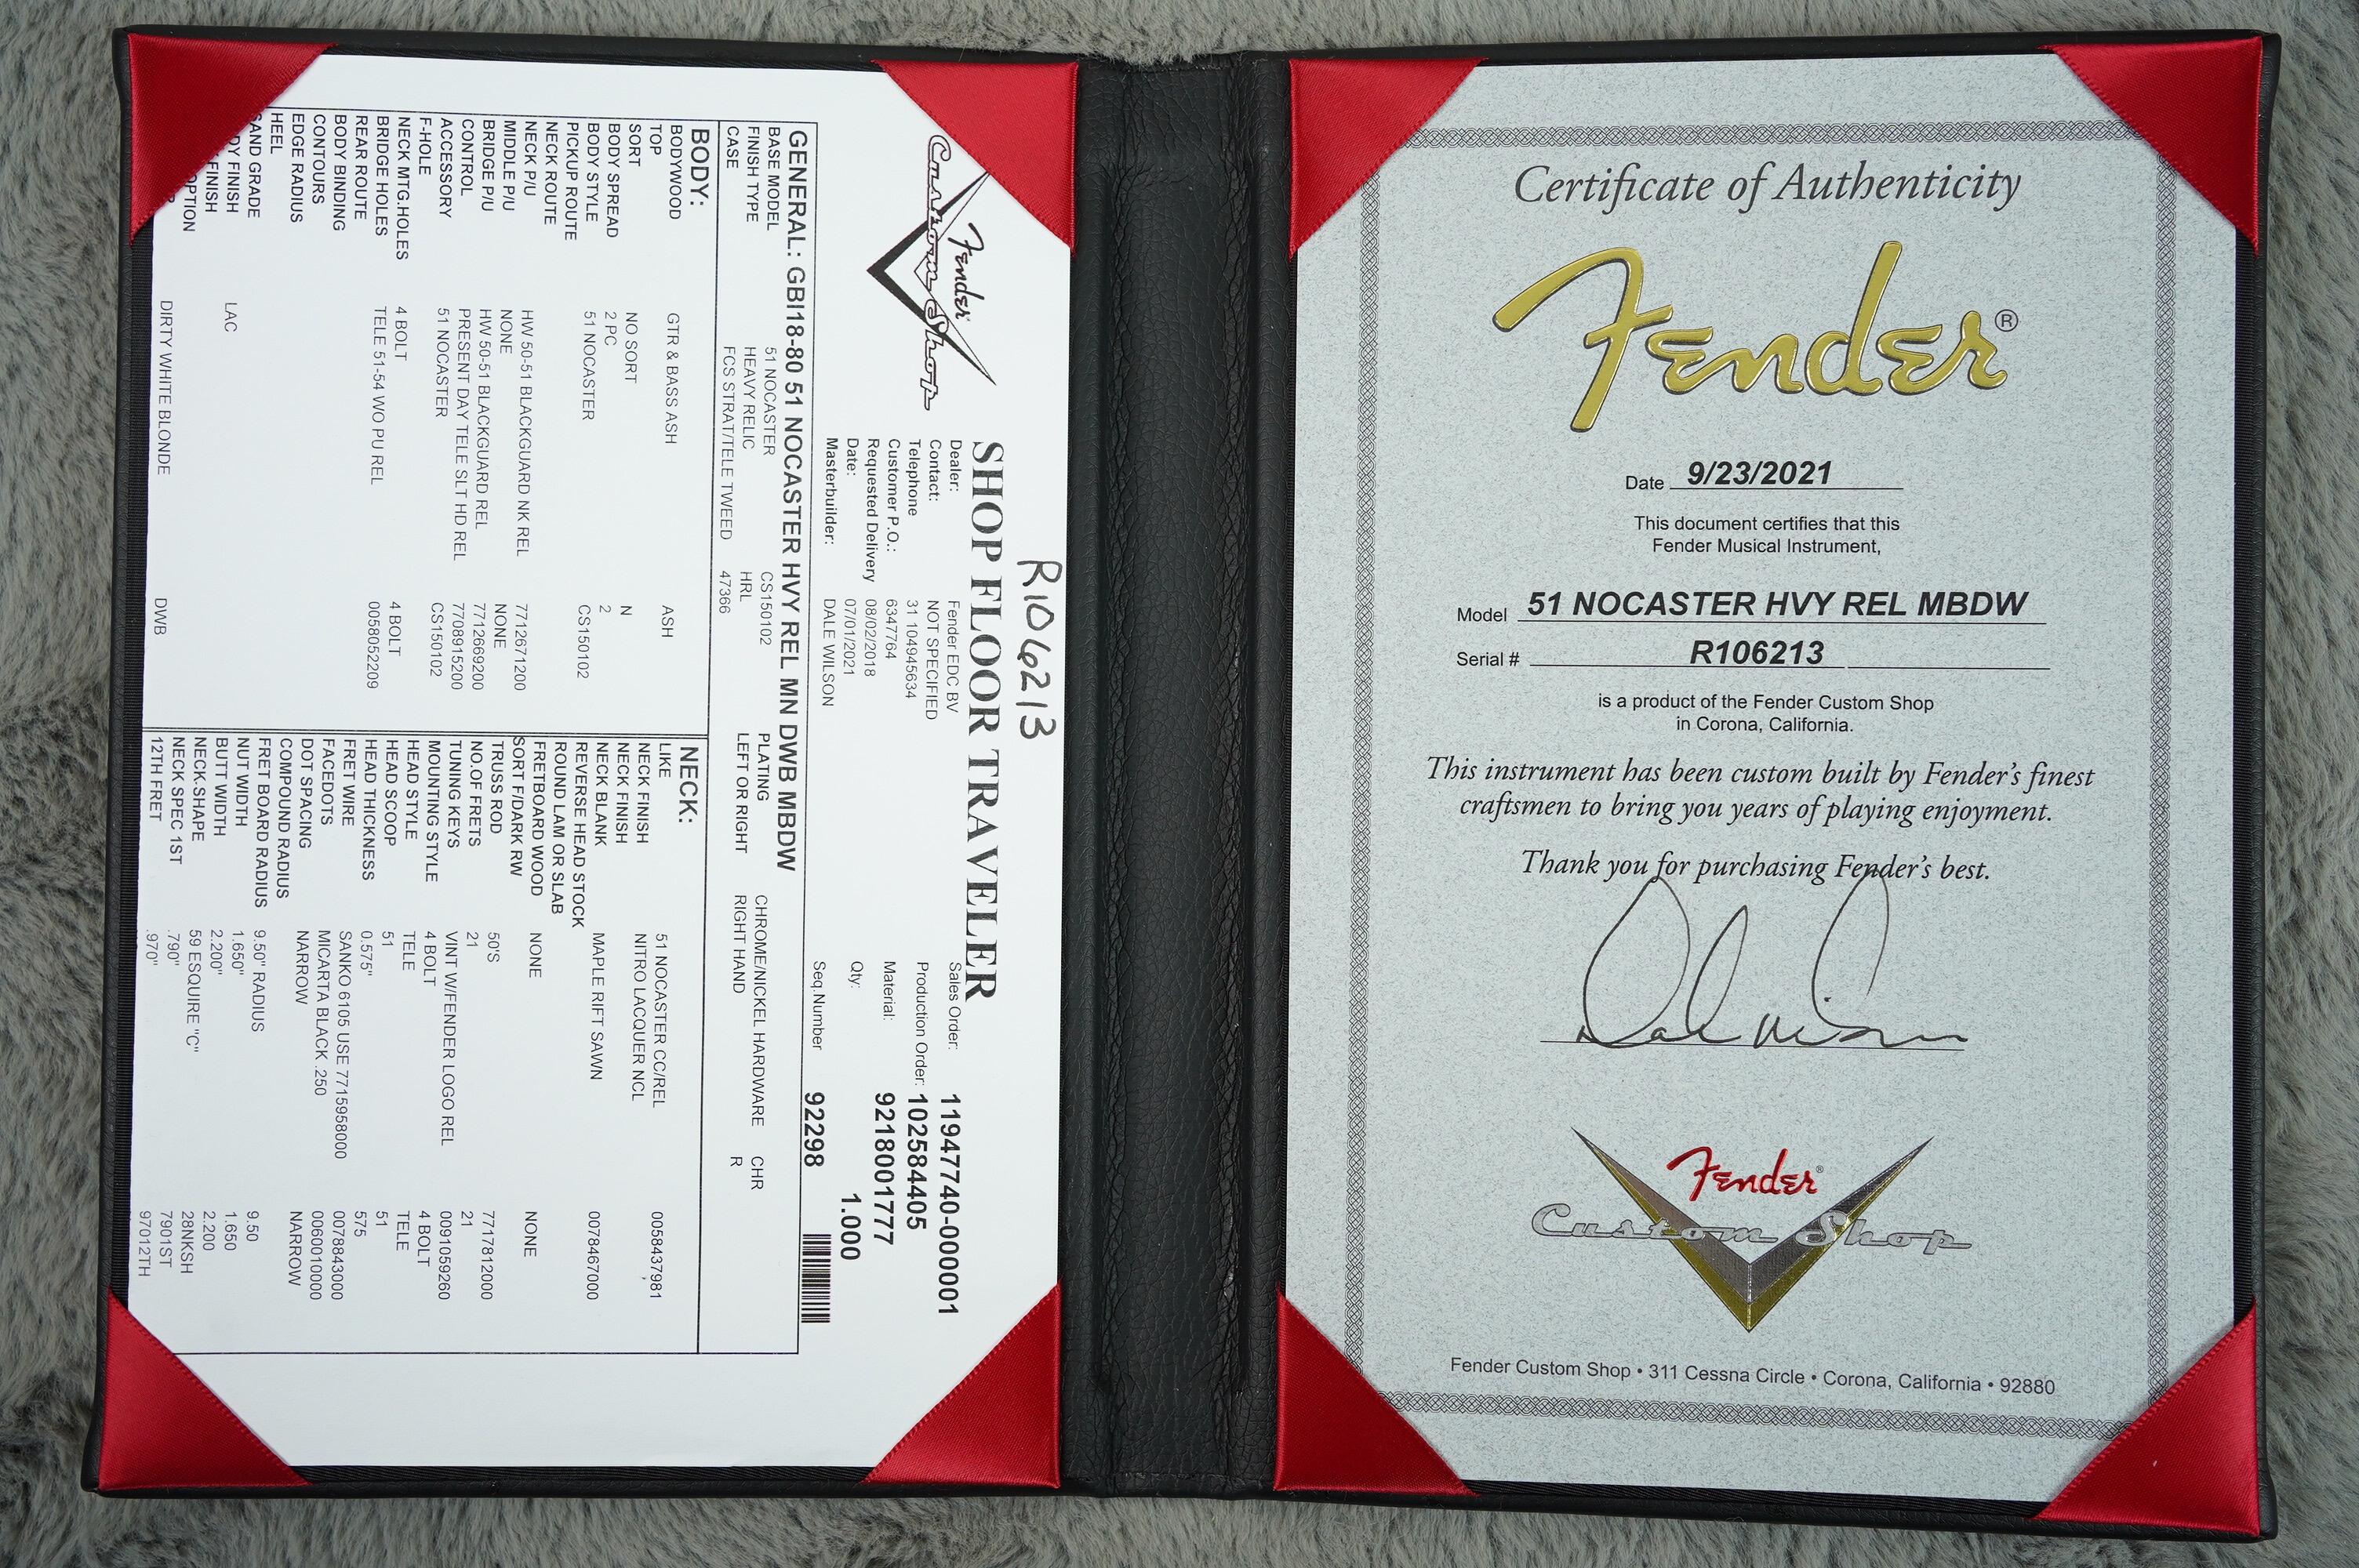 R106213
Fender
Custom Shop
SHOP FLOOR TRAVELER
Dealer: Fender EDC BV Sales Order: 11947740-000001
Contact: NOT SPECIFIED Production Order: 102584405
Telephone 31 104945634
Customer P.O.: 6347764 Material: 9218001777
Requested Delivery 08/02/2018
Date: 07/01/2021 Qty: 1.000
Masterbuilder: DALE WILSON Seq.Number 92298
GENERAL: GBI18-80 51 NOCASTER HVY REL MN DWB MBDW
BASE MODEL 51 NOCASTER CS150102 PLATING CHROME/NICKEL HARDWARE CHR
FINISH TYPE HEAVY RELIC HRL LEFT OR RIGHT RIGHT HAND R
CASE FCS STRAT/TELE TWEED 47366
BODY:
BODYWOOD GTR & BASS ASH ASH
TOP
SORT NO SORT N
BODY SPREAD 2 PC 2
BODY STYLE 51 NOCASTER CS150102
PICKUP ROUTE
NECK ROUTE
NECK P/U HW 50-51 BLACKGUARD NK REL 7712671200
MIDDLE P/U NONE NONE
BRIDGE P/U HW 50-51 BLACKGUARD REL 7712669200
CONTROL PRESENT DAY TELE SLT HD REL 7708915200
ACCESSORY 51 NOCASTER CS150102
F-HOLE
NECK MTG.HOLES 4 BOLT 4 BOLT
BRIDGE HOLES TELE 51-54 WO PU REL 0058052209
REAR ROUTE
BODY BINDING
CONTOURS
EDGE RADIUS
HEEL
SAND GRADE
DY FINISH LAC
FINISH
OPTION
DIRTY WHITE BLONDE DWB
NECK:
LIKE 51 NOCASTER CC/REL 0058437981
NECK FINISH NITRO LACQUER NCL
NECK FINISH
NECK BLANK MAPLE RIFT SAWN 0078467000
REVERSE HEAD STOCK
ROUND LAM OR SLAB
FRETBOARD WOOD NONE NONE
SORT F/DARK RW
TRUSS ROD 50'S 7717812000
NO.OF FRETS 21 21
TUNING KEYS VINT W/FENDER LOGO REL 0091059260
MOUNTING STYLE 4 BOLT 4 BOLT
HEAD STYLE TELE TELE
HEAD SCOOP 51 51
HEAD THICKNESS 0.575" 575
FRET WIRE SANKO 6105 USE 7715958000 0078843000
FACEDOTS MICARTA BLACK .250 0060010000
DOT SPACING NARROW NARROW
COMPOUND RADIUS
FRET BOARD RADIUS 9.50" RADIUS 9.50
NUT WIDTH 1.650" 1.650
BUTT WIDTH 2.200" 2.200
NECK-SHAPE 59 ESQUIRE "C" 28NKSH
NECK SPEC 1ST .790" 7901ST
12TH FRET .970" 97012TH
Certificate of Authenticity
Fender®
Date 9/23/2021
This document certifies that this
Fender Musical Instrument,
Model 51 NOCASTER HVY REL MBDW
Serial # R106213
is a product of the Fender Custom Shop
in Corona, California.
This instrument has been custom built by Fender's finest
craftsmen to bring you years of playing enjoyment.
Thank you for purchasing Fender's best.
Dale Wilson
Fender®
Custom Shop
Fender Custom Shop • 311 Cessna Circle • Corona, California • 92880